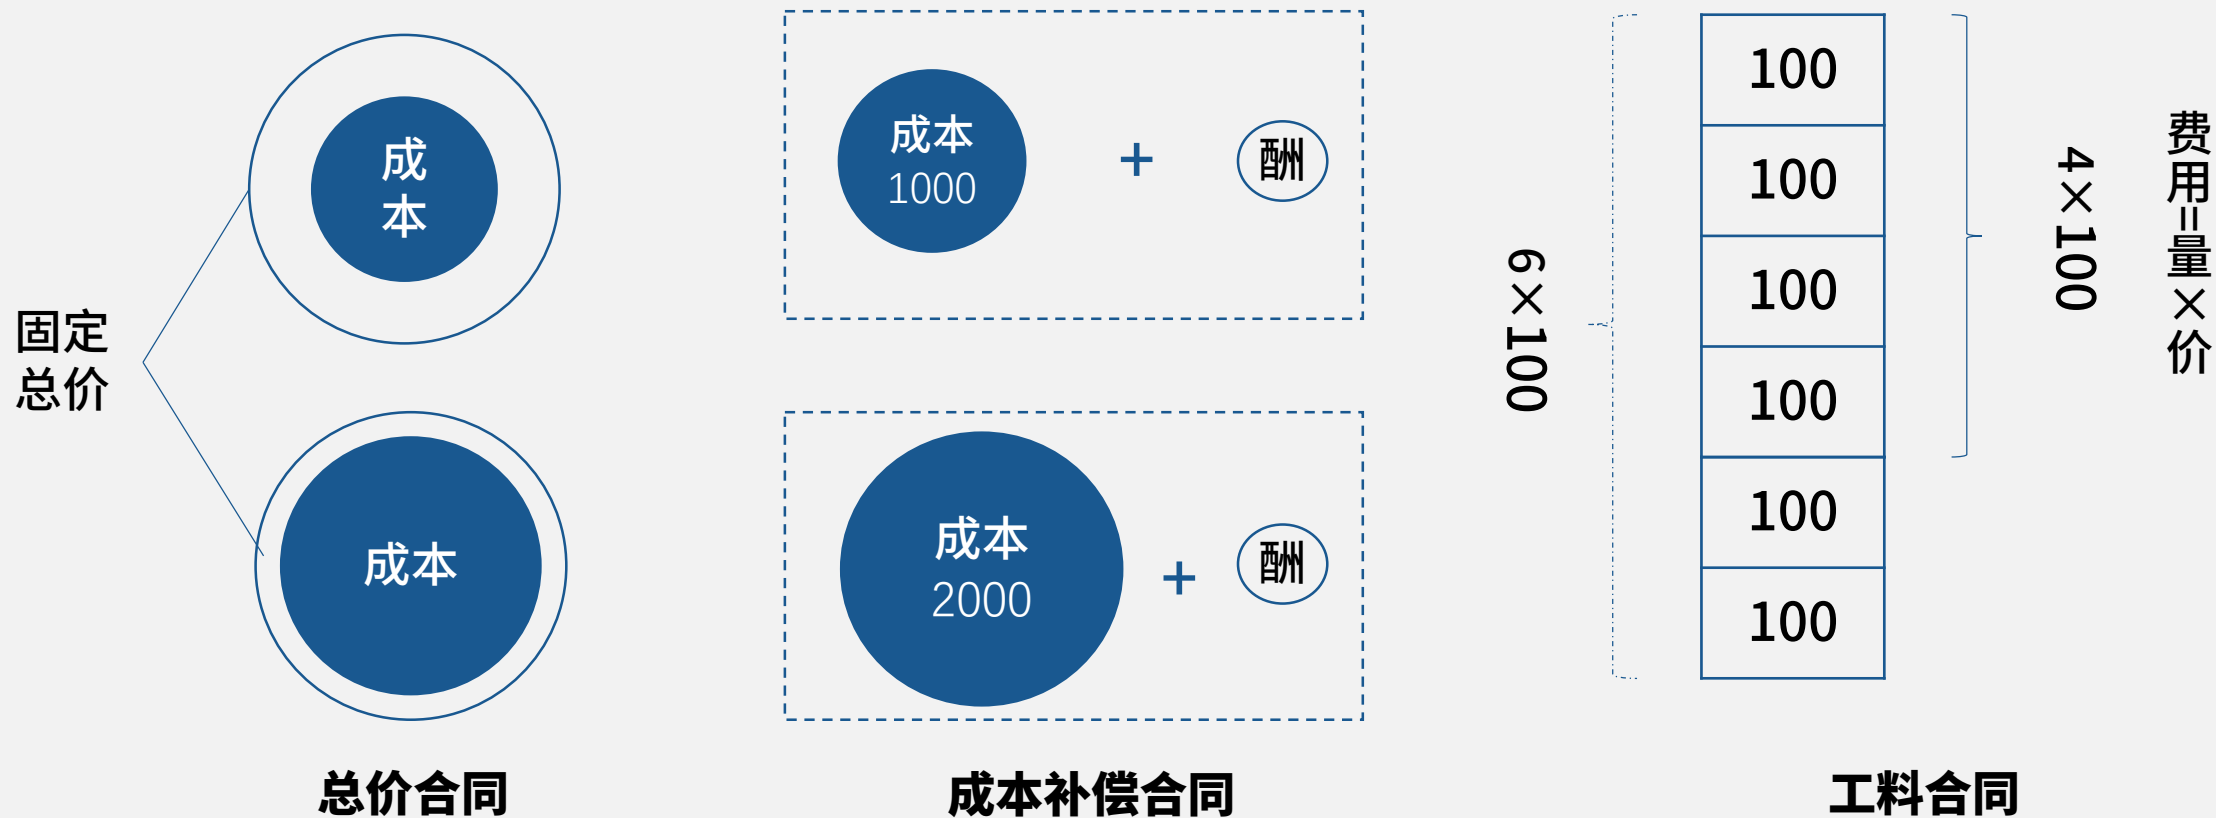 固定
总价
成
本
成本
总价合同
成本
1000
+
酬
成本
2000
+
酬
成本补偿合同
6×100
100
100
100
100
100
100
4×100
费用=量×价
工料合同